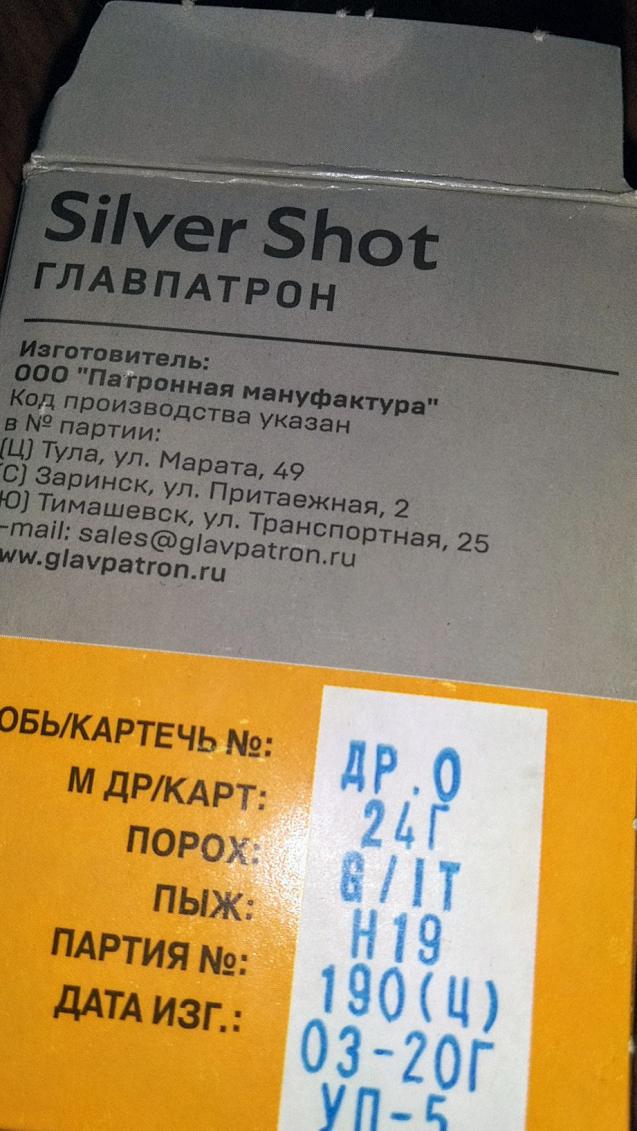 Silver Shot
ГЛАВПАТРОН
Изготовитель:
ООО "Патронная мануфактура"
Код производства указан
в № партии:
(Ц) Тула, ул. Марата, 49
(С) Заринск, ул. Притаежная, 2
Ю) Тимашевск, ул. Транспортная, 25
-mail: sales@glavpatron.ru
ww.glavpatron.ru
ОБЬ/КАРТЕЧЬ №: ДР.0
М ДР/КАРТ: 24Г
ПОРОХ: G/IT
ПЫЖ: Н19
ПАРТИЯ №: 190(Ц)
ДАТА ИЗГ.: 03-20Г
УП-5